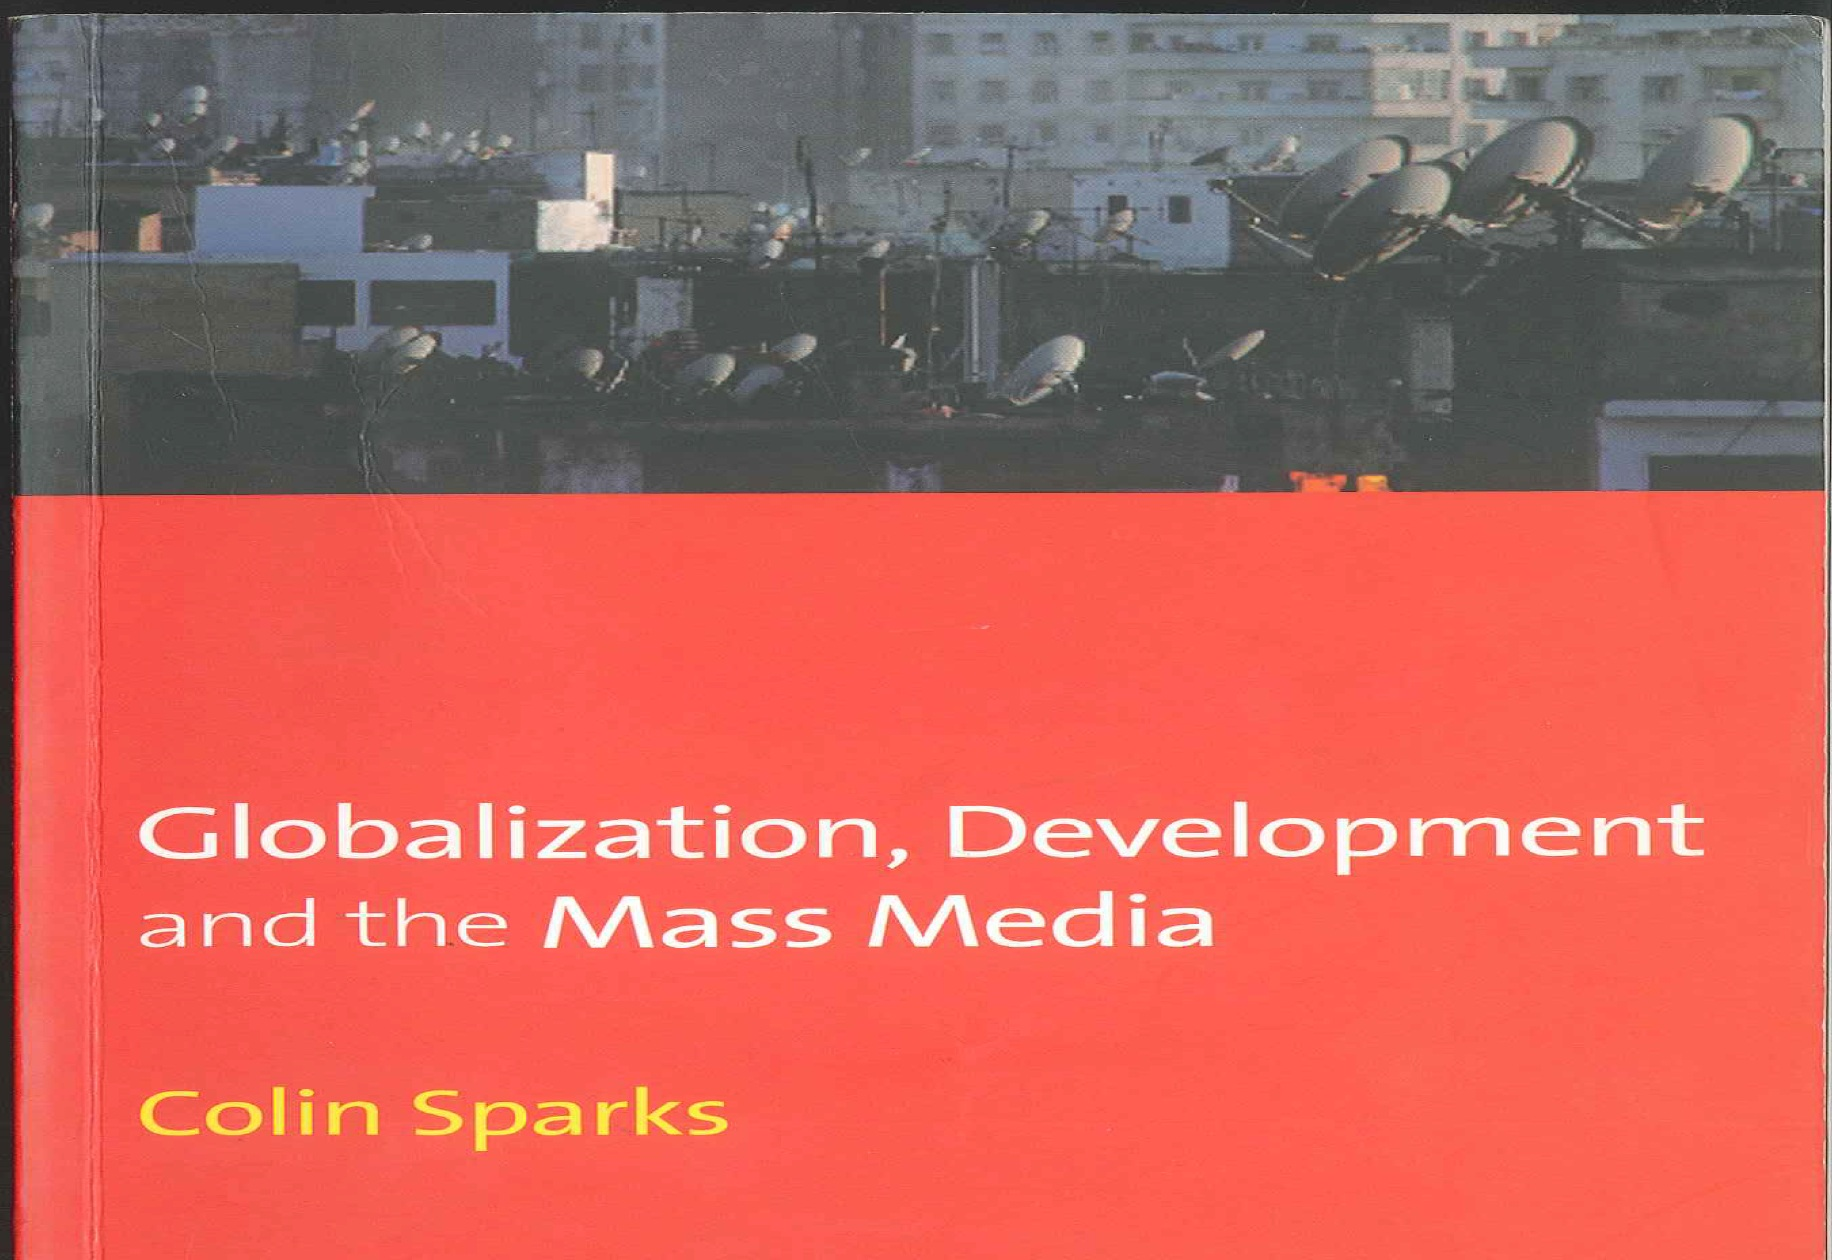 Globalization, Development
and the Mass Media
Colin Sparks